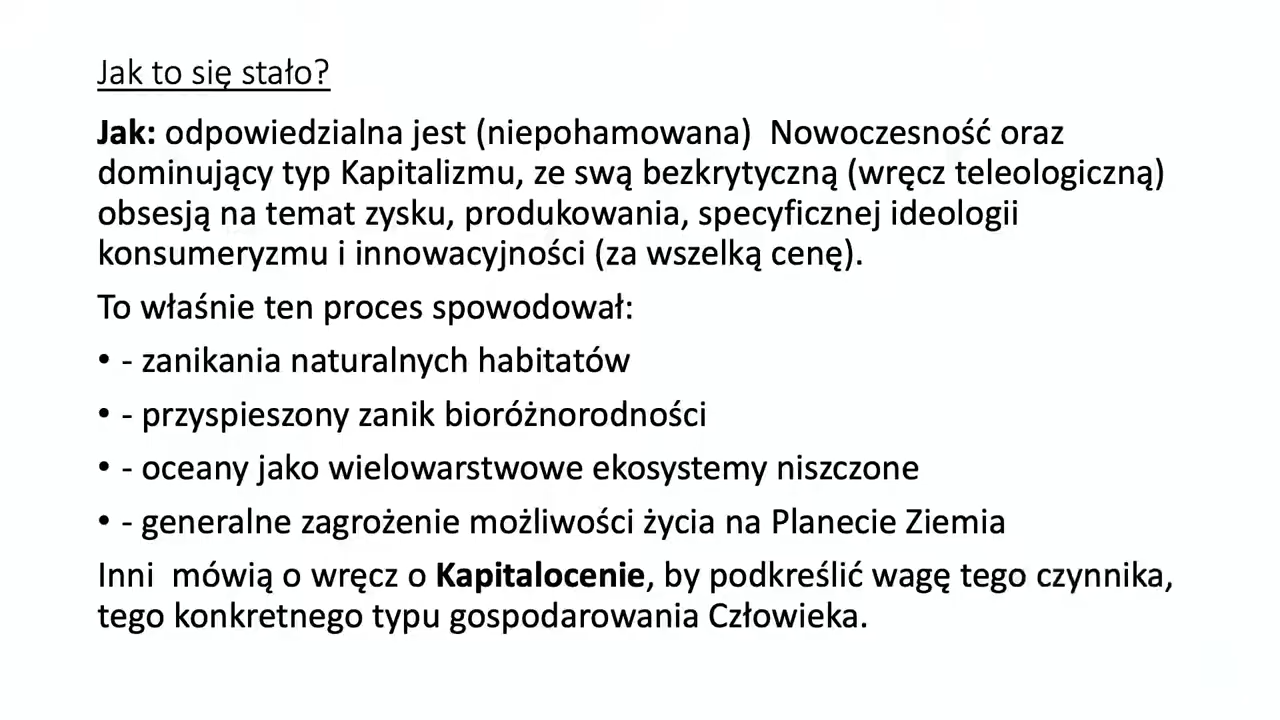 Jak to się stało?
Jak: odpowiedzialna jest (niepohamowana)  Nowoczesność oraz
dominujący typ Kapitalizmu, ze swą bezkrytyczną (wręcz teleologiczną)
obsesją na temat zysku, produkowania, specyficznej ideologii
konsumeryzmu i innowacyjności (za wszelką cenę).
To właśnie ten proces spowodował:
• - zanikania naturalnych habitatów
• - przyspieszony zanik bioróżnorodności
• - oceany jako wielowarstwowe ekosystemy niszczone
• - generalne zagrożenie możliwości życia na Planecie Ziemia
Inni  mówią o wręcz o Kapitalocenie, by podkreślić wagę tego czynnika,
tego konkretnego typu gospodarowania Człowieka.